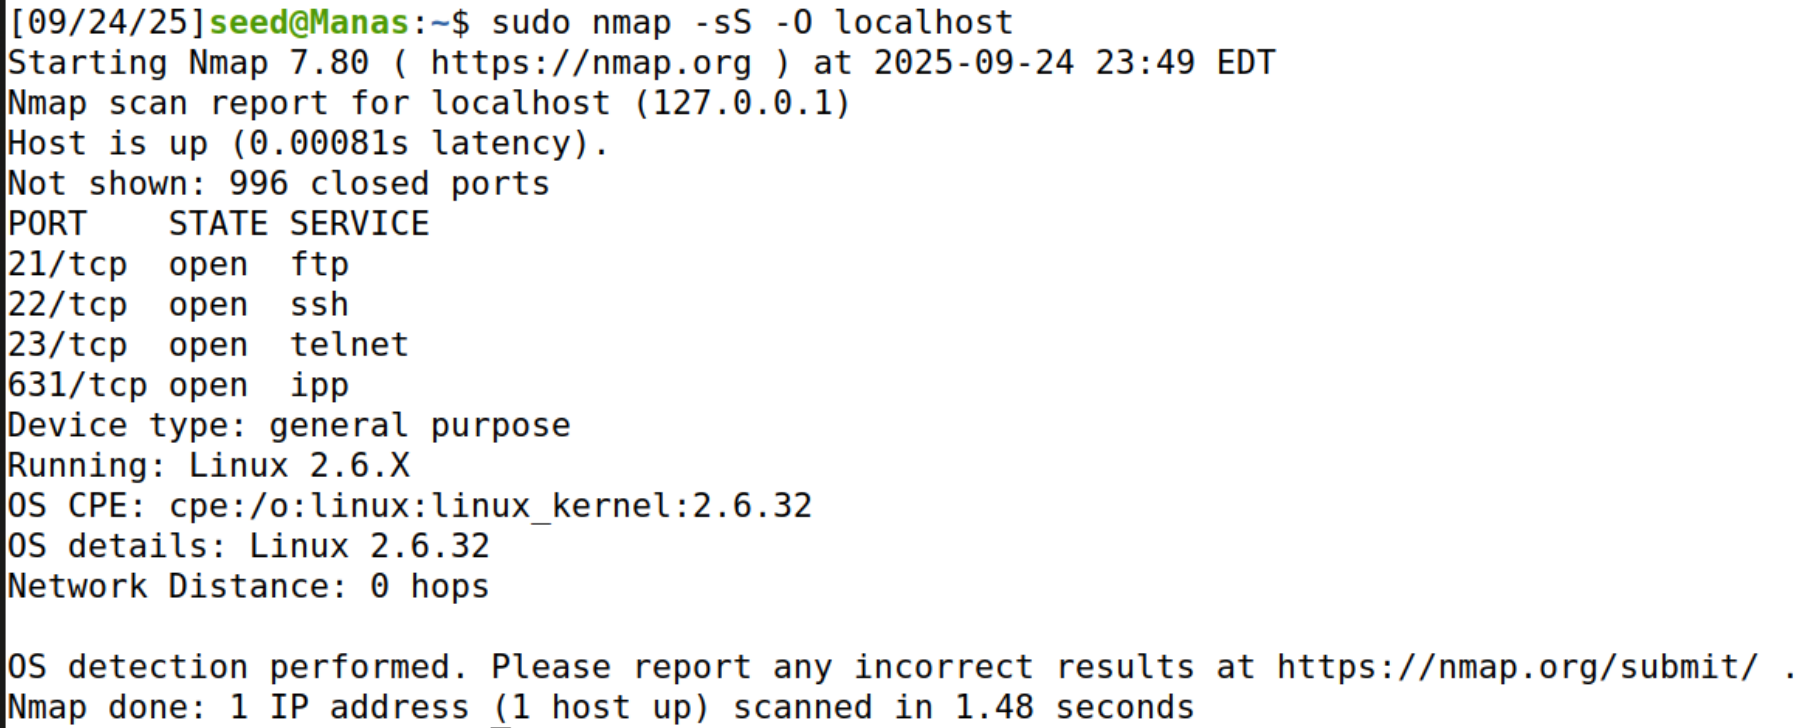 [09/24/25]seed@Manas:~$ sudo nmap -sS -O localhost
Starting Nmap 7.80 ( https://nmap.org ) at 2025-09-24 23:49 EDT
Nmap scan report for localhost (127.0.0.1)
Host is up (0.00081s latency).
Not shown: 996 closed ports
PORT    STATE SERVICE
21/tcp  open  ftp
22/tcp  open  ssh
23/tcp  open  telnet
631/tcp open  ipp
Device type: general purpose
Running: Linux 2.6.X
OS CPE: cpe:/o:linux:linux_kernel:2.6.32
OS details: Linux 2.6.32
Network Distance: 0 hops

OS detection performed. Please report any incorrect results at https://nmap.org/submit/ .
Nmap done: 1 IP address (1 host up) scanned in 1.48 seconds